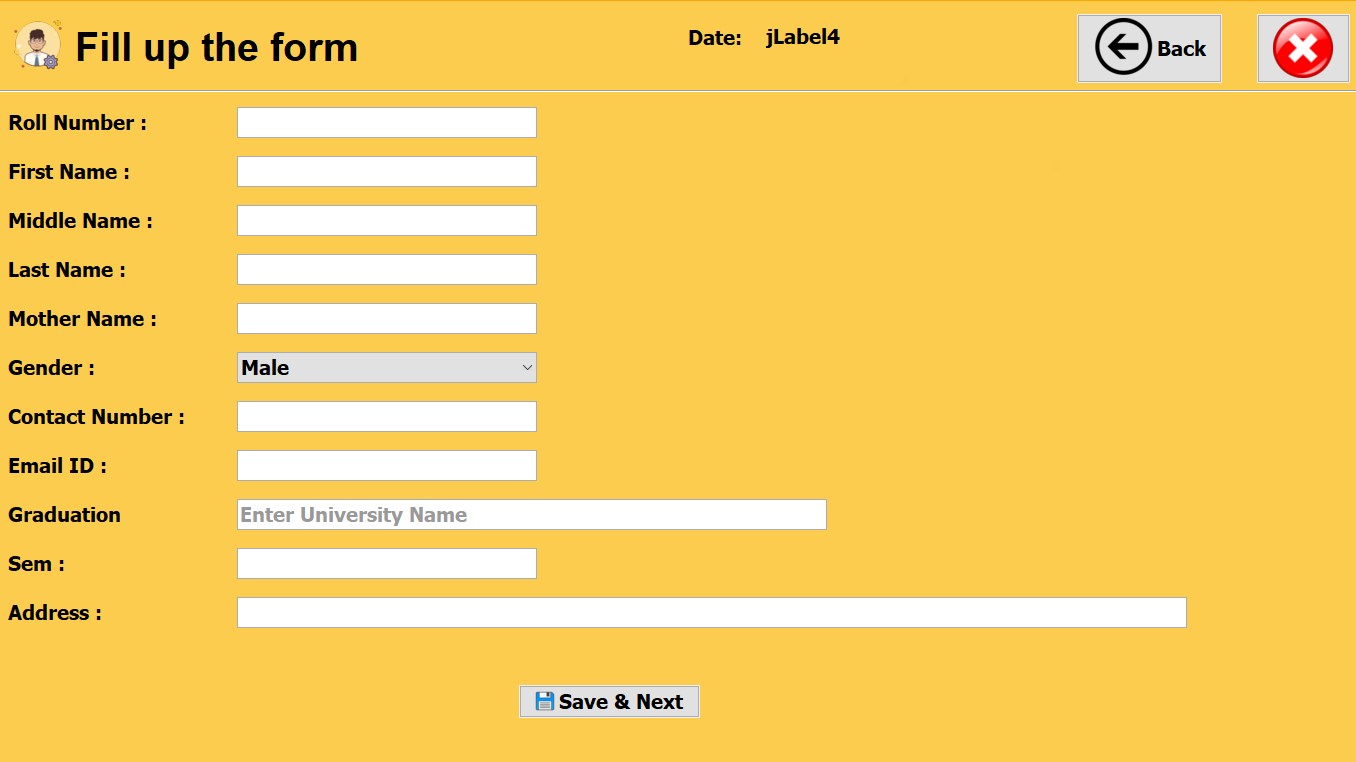 Fill up the form
Date: jLabel4
Back
Roll Number :
First Name :
Middle Name :
Last Name :
Mother Name :
Gender : Male
Contact Number :
Email ID :
Graduation Enter University Name
Sem :
Address :
Save & Next